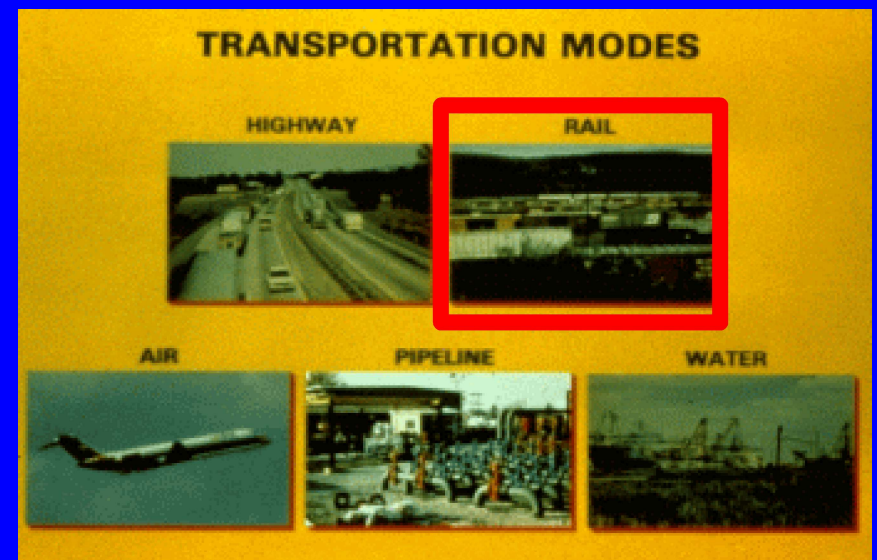 TRANSPORTATION MODES
HIGHWAY RAIL
AIR PIPELINE WATER